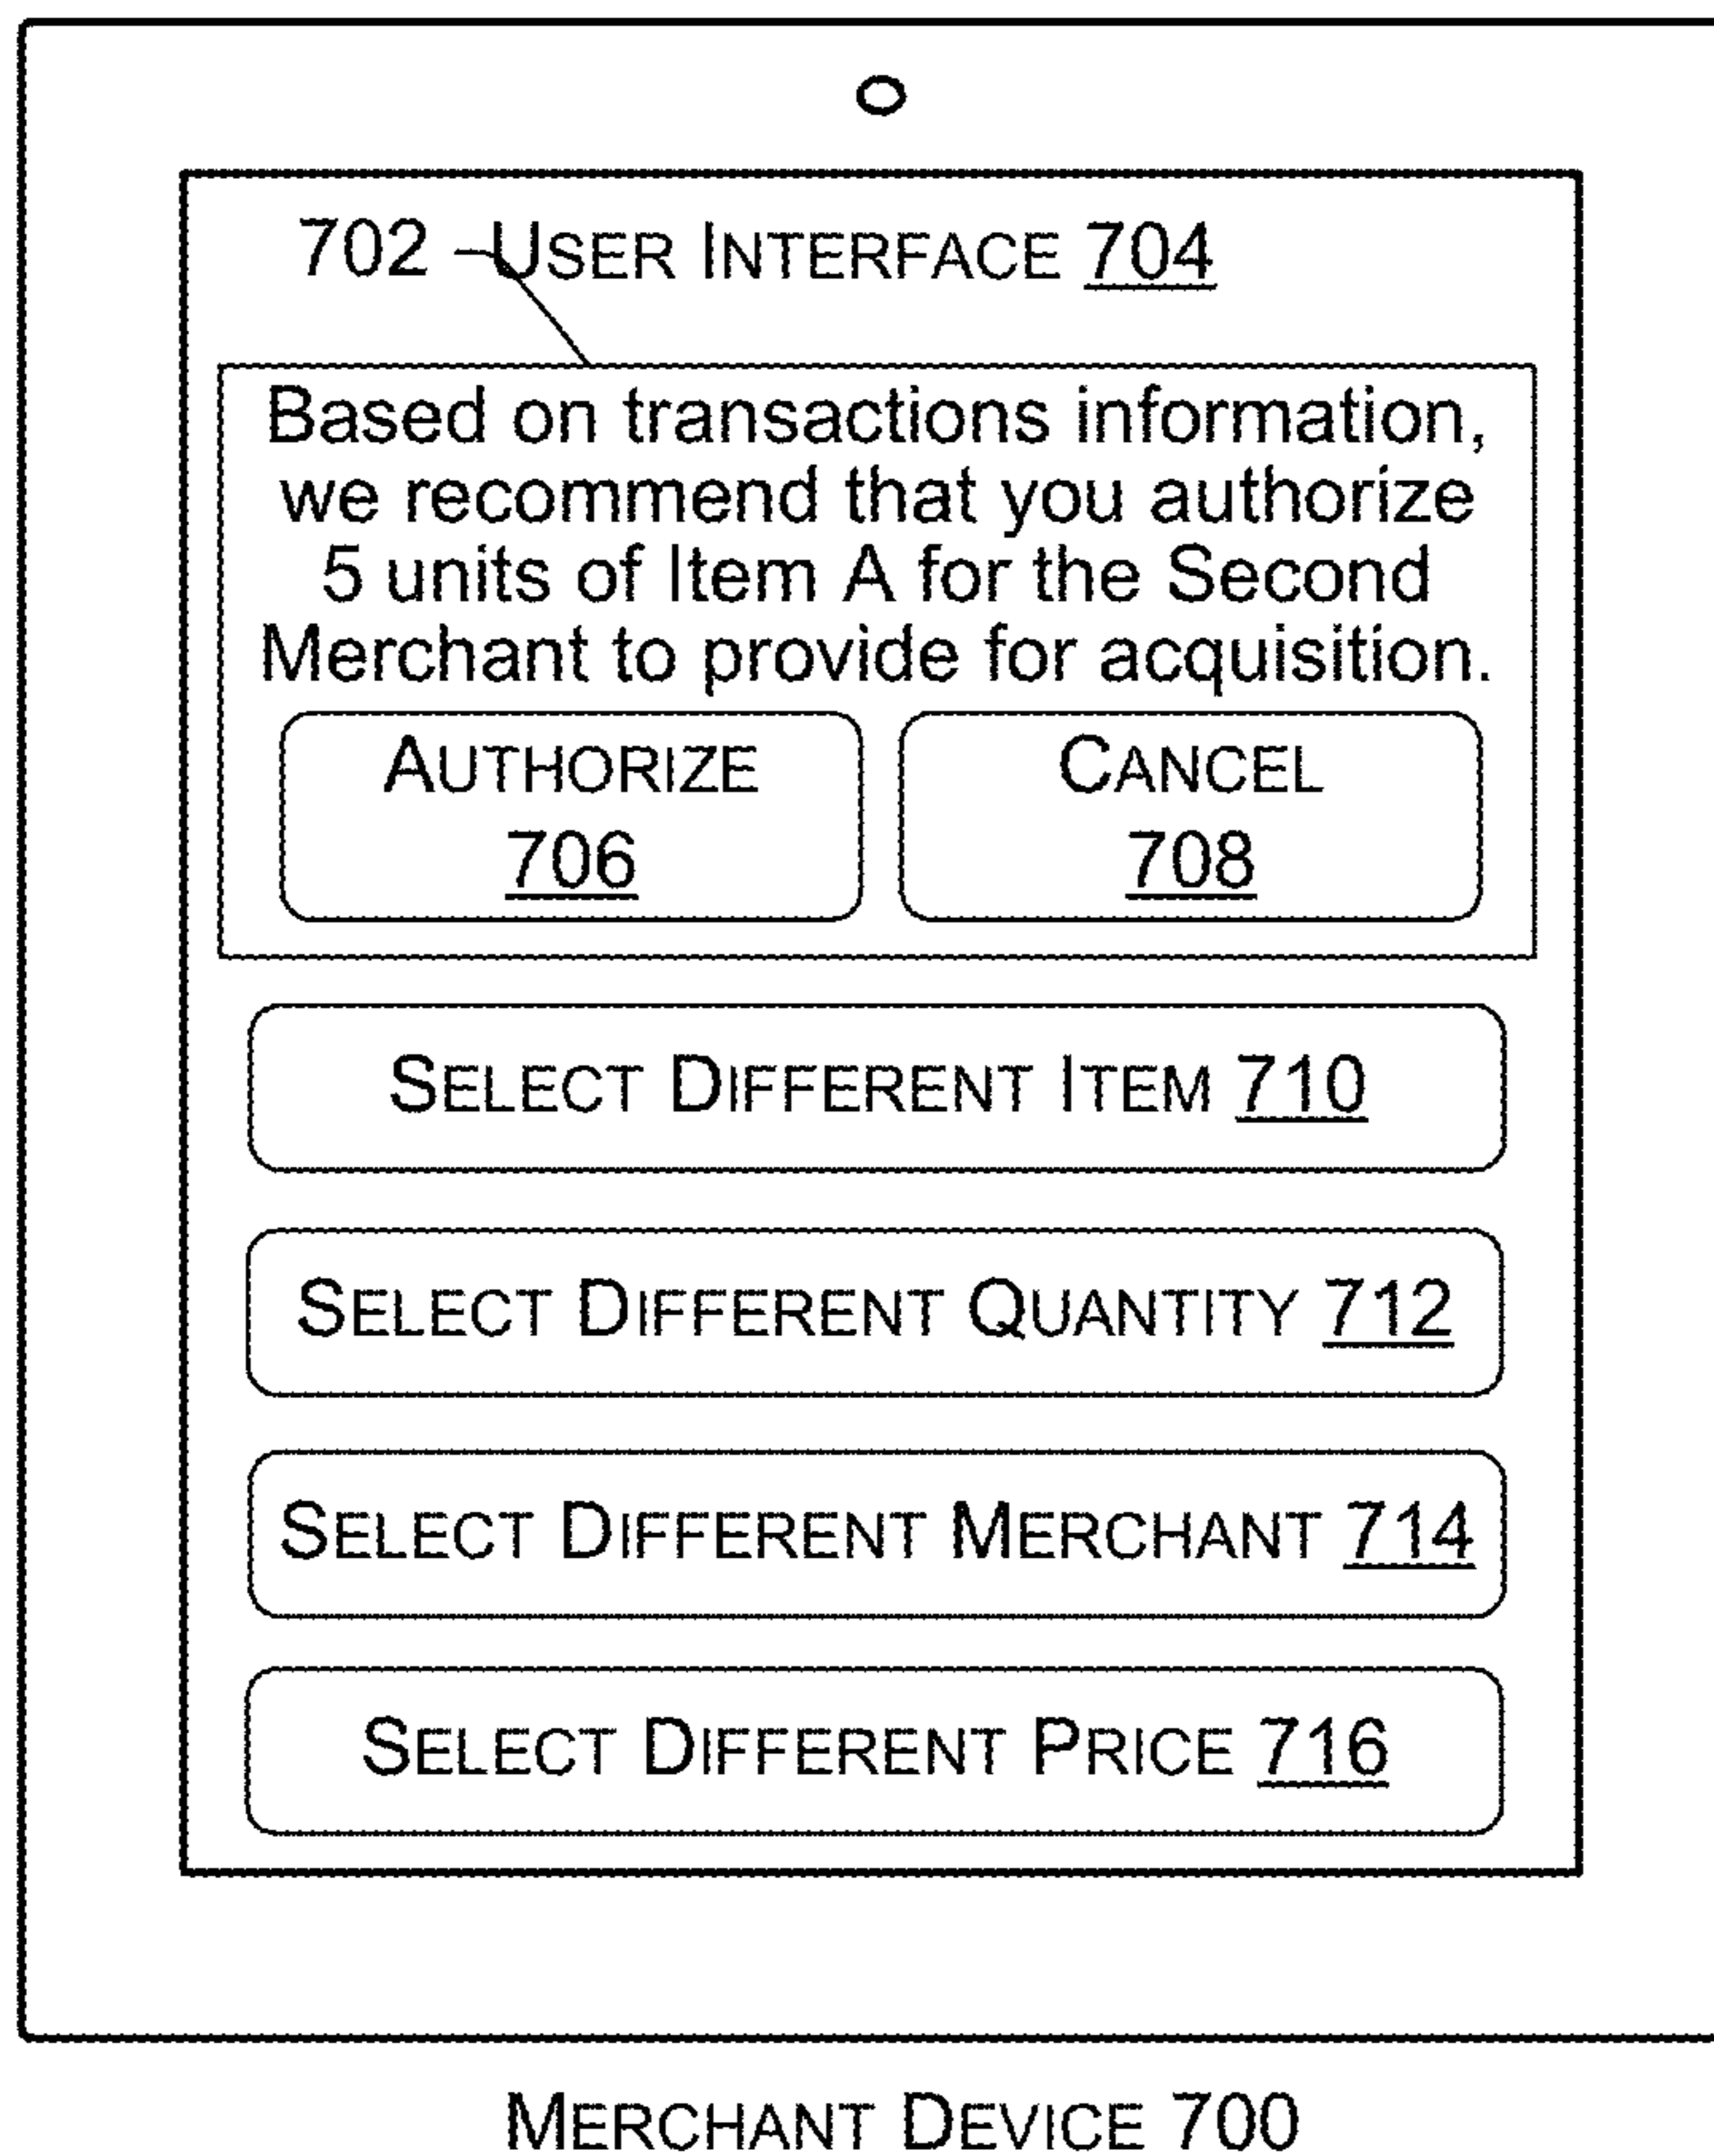 702 USER INTERFACE 704
Based on transactions information,
we recommend that you authorize
5 units of Item A for the Second
Merchant to provide for acquisition.
AUTHORIZE CANCEL
706 708
SELECT DIFFERENT ITEM 710
SELECT DIFFERENT QUANTITY 712
SELECT DIFFERENT MERCHANT 714
SELECT DIFFERENT PRICE 716
MERCHANT DEVICE 700